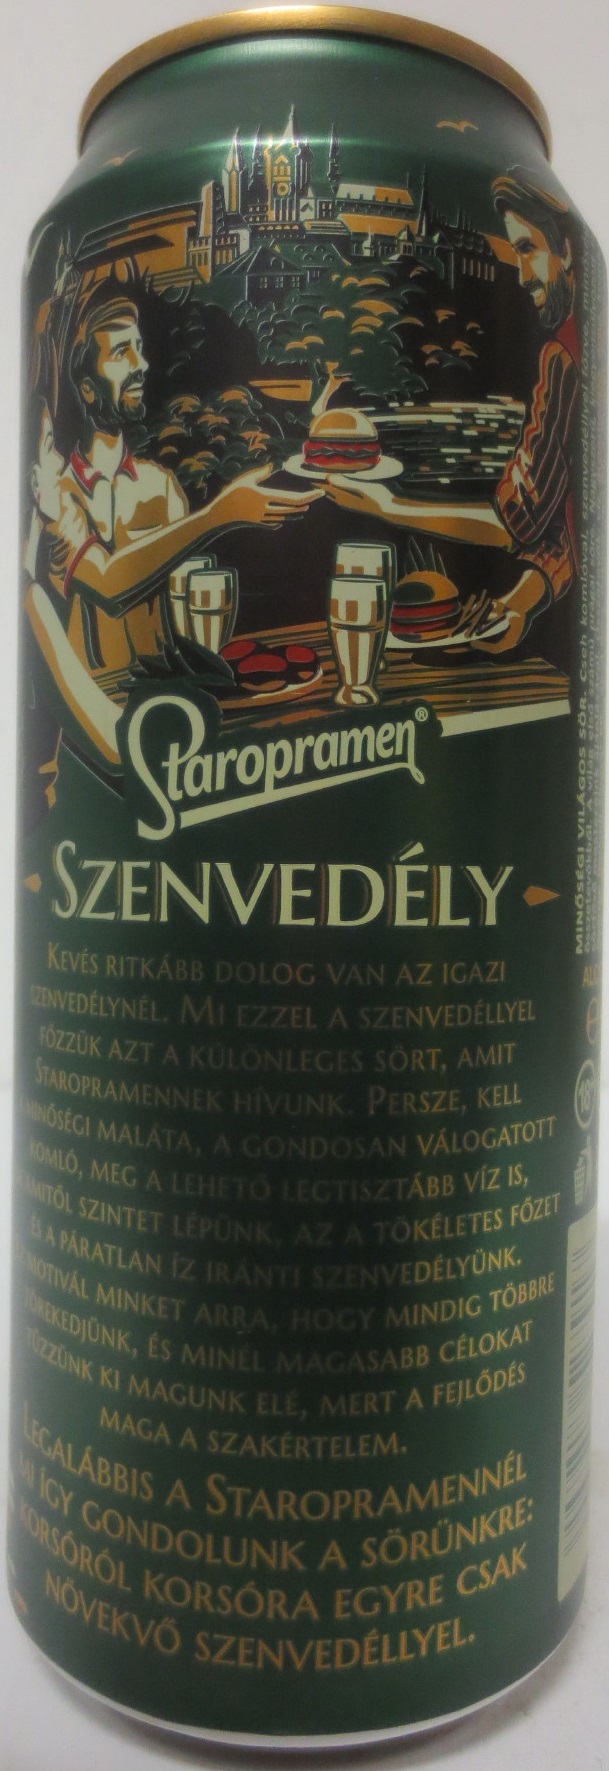 Staropramen®
SZENVEDÉLY
KEVÉS RITKÁBB DOLOG VAN AZ IGAZI
SZENVEDÉLYNÉL. MI EZZEL A SZENVEDÉLLYEL
FŐZZÜK AZT A KÜLÖNLEGES SÖRT, AMIT
STAROPRAMENNEK HÍVUNK. PERSZE, KELL
MINŐSÉGI MALÁTA, A GONDOSAN VÁLOGATOTT
KOMLÓ, MEG A LEHETŐ LEGTISZTÁBB VÍZ IS,
AMITŐL SZINTET LÉPÜNK, AZ A TÖKÉLETES FŐZET
ÉS A PÁRATLAN ÍZ IRÁNTI SZENVEDÉLYÜNK.
MOTIVÁL MINKET ARRA, HOGY MINDIG TÖBBRE
TÖREKEDJÜNK, ÉS MINÉL MAGASABB CÉLOKAT
TŰZZÜNK KI MAGUNK ELÉ, MERT A FEJLŐDÉS
MAGA A SZAKÉRTELEM.
LEGALÁBBIS A STAROPRAMENNÉL
MI ÍGY GONDOLUNK A SÖRÜNKRE:
KORSÓRÓL KORSÓRA EGYRE CSAK
NÖVEKVŐ SZENVEDÉLLYEL.
MINŐSÉGI VILÁGOS SÖR. Cseh komlóval, szenvedéllyel
18+